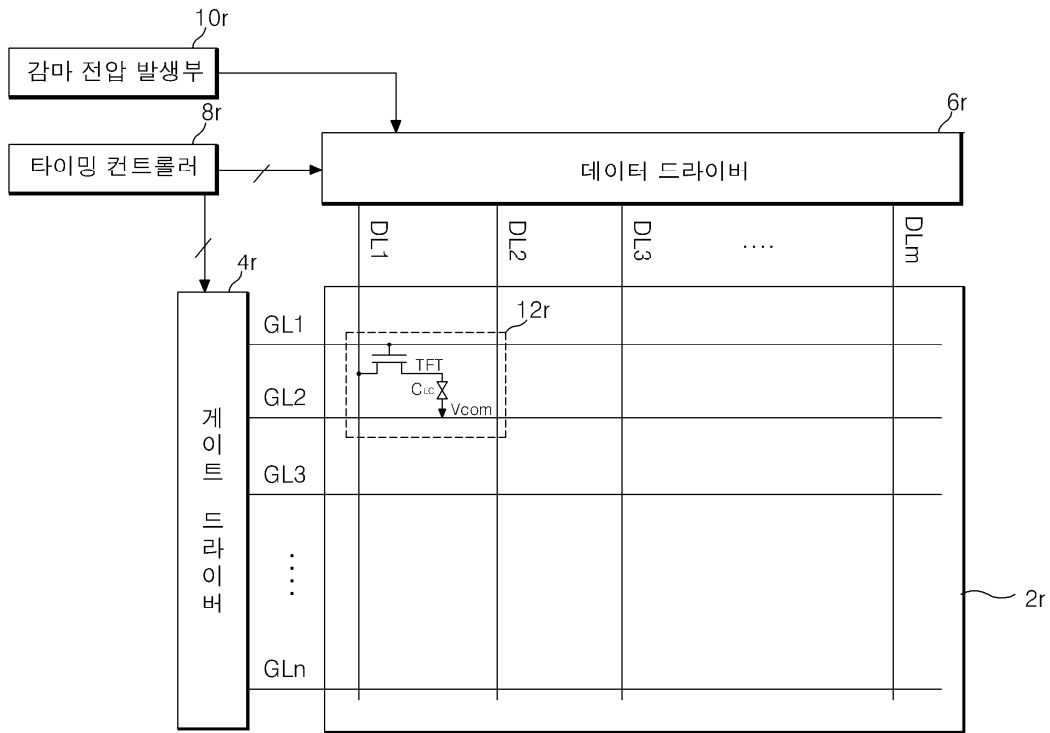 10r
감마 전압 발생부
8r
타이밍 컨트롤러
6r
데이터 드라이버
DL1
DL2
DL3
....
DLm
4r
게이트 드라이버
12r
GL1
TFT
CLC
Vcom
GL2
GL3
....
GLn
2r